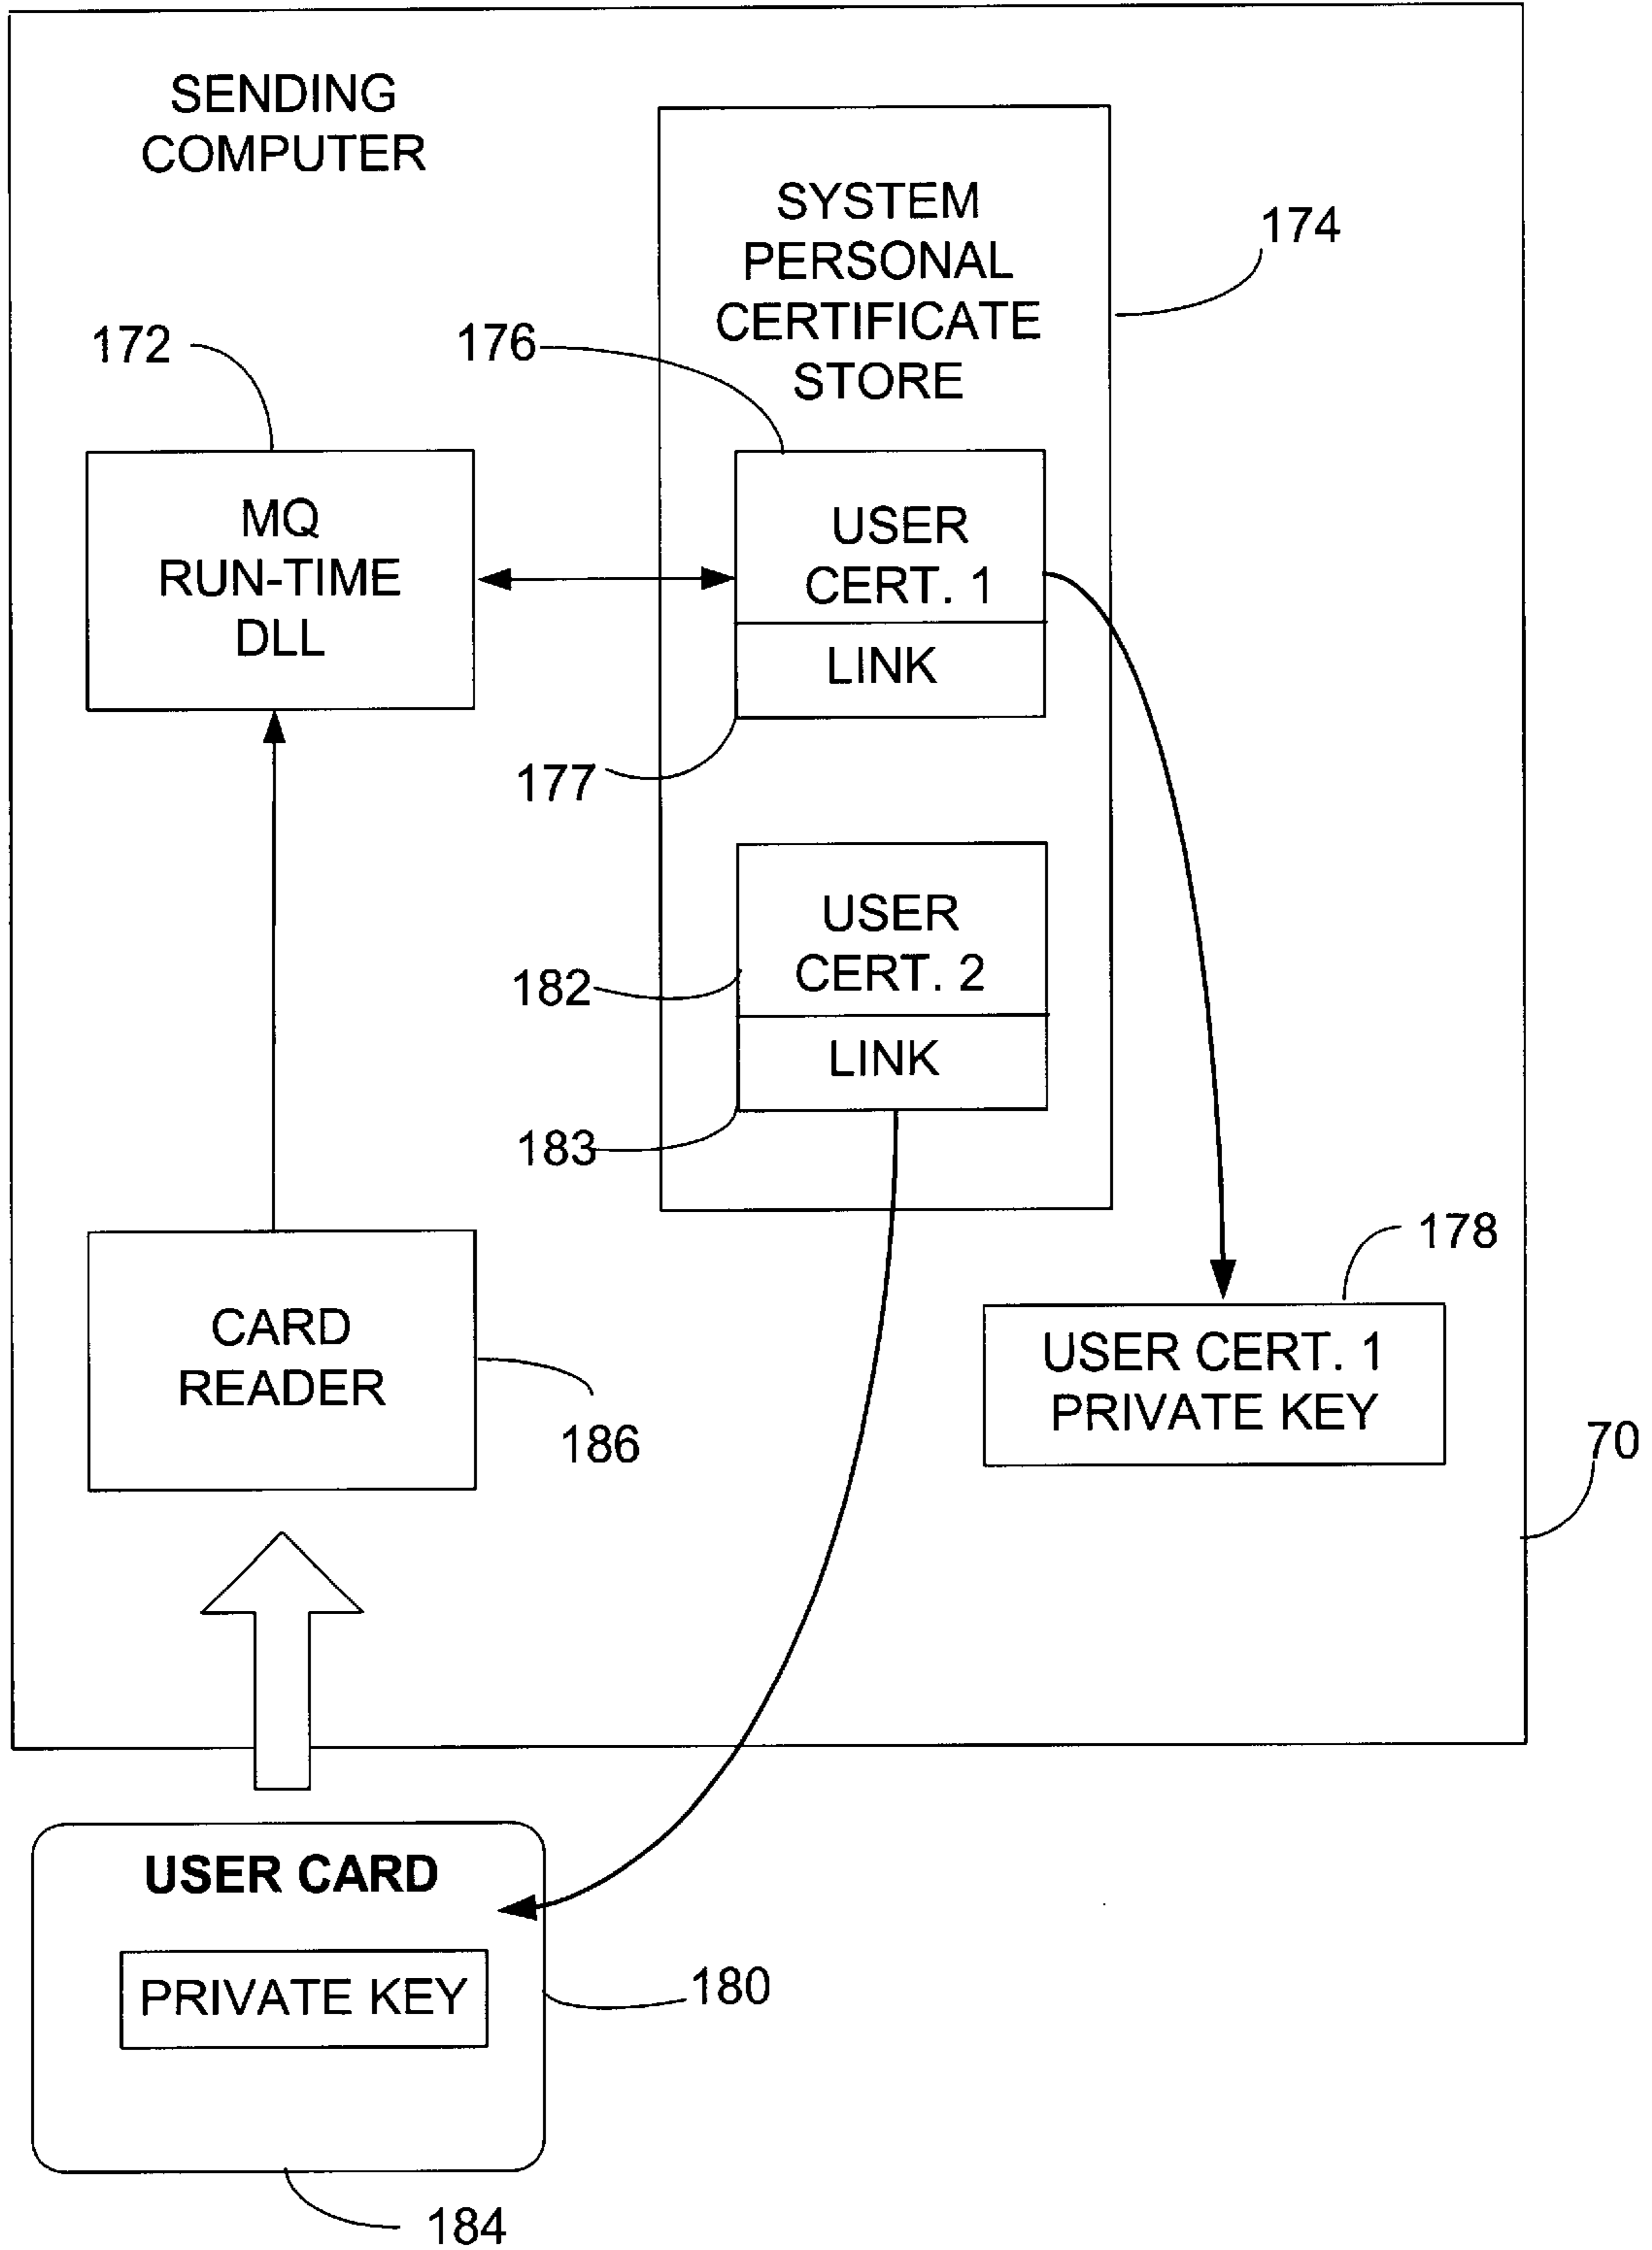 SENDING
COMPUTER
SYSTEM
PERSONAL
CERTIFICATE
STORE
174
172
176
MQ
RUN-TIME
DLL
USER
CERT. 1
LINK
177
USER
CERT. 2
182
LINK
183
178
CARD
READER
186
USER CERT. 1
PRIVATE KEY
70
USER CARD
PRIVATE KEY
180
184